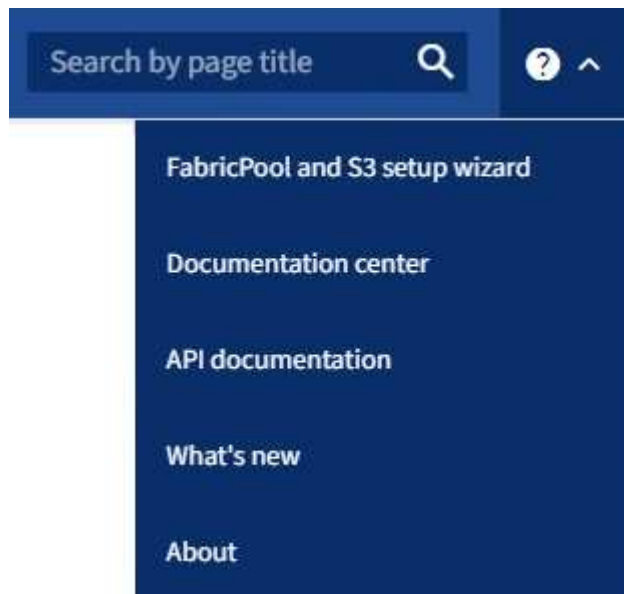 Search by page title
FabricPool and S3 setup wizard
Documentation center
API documentation
What's new
About